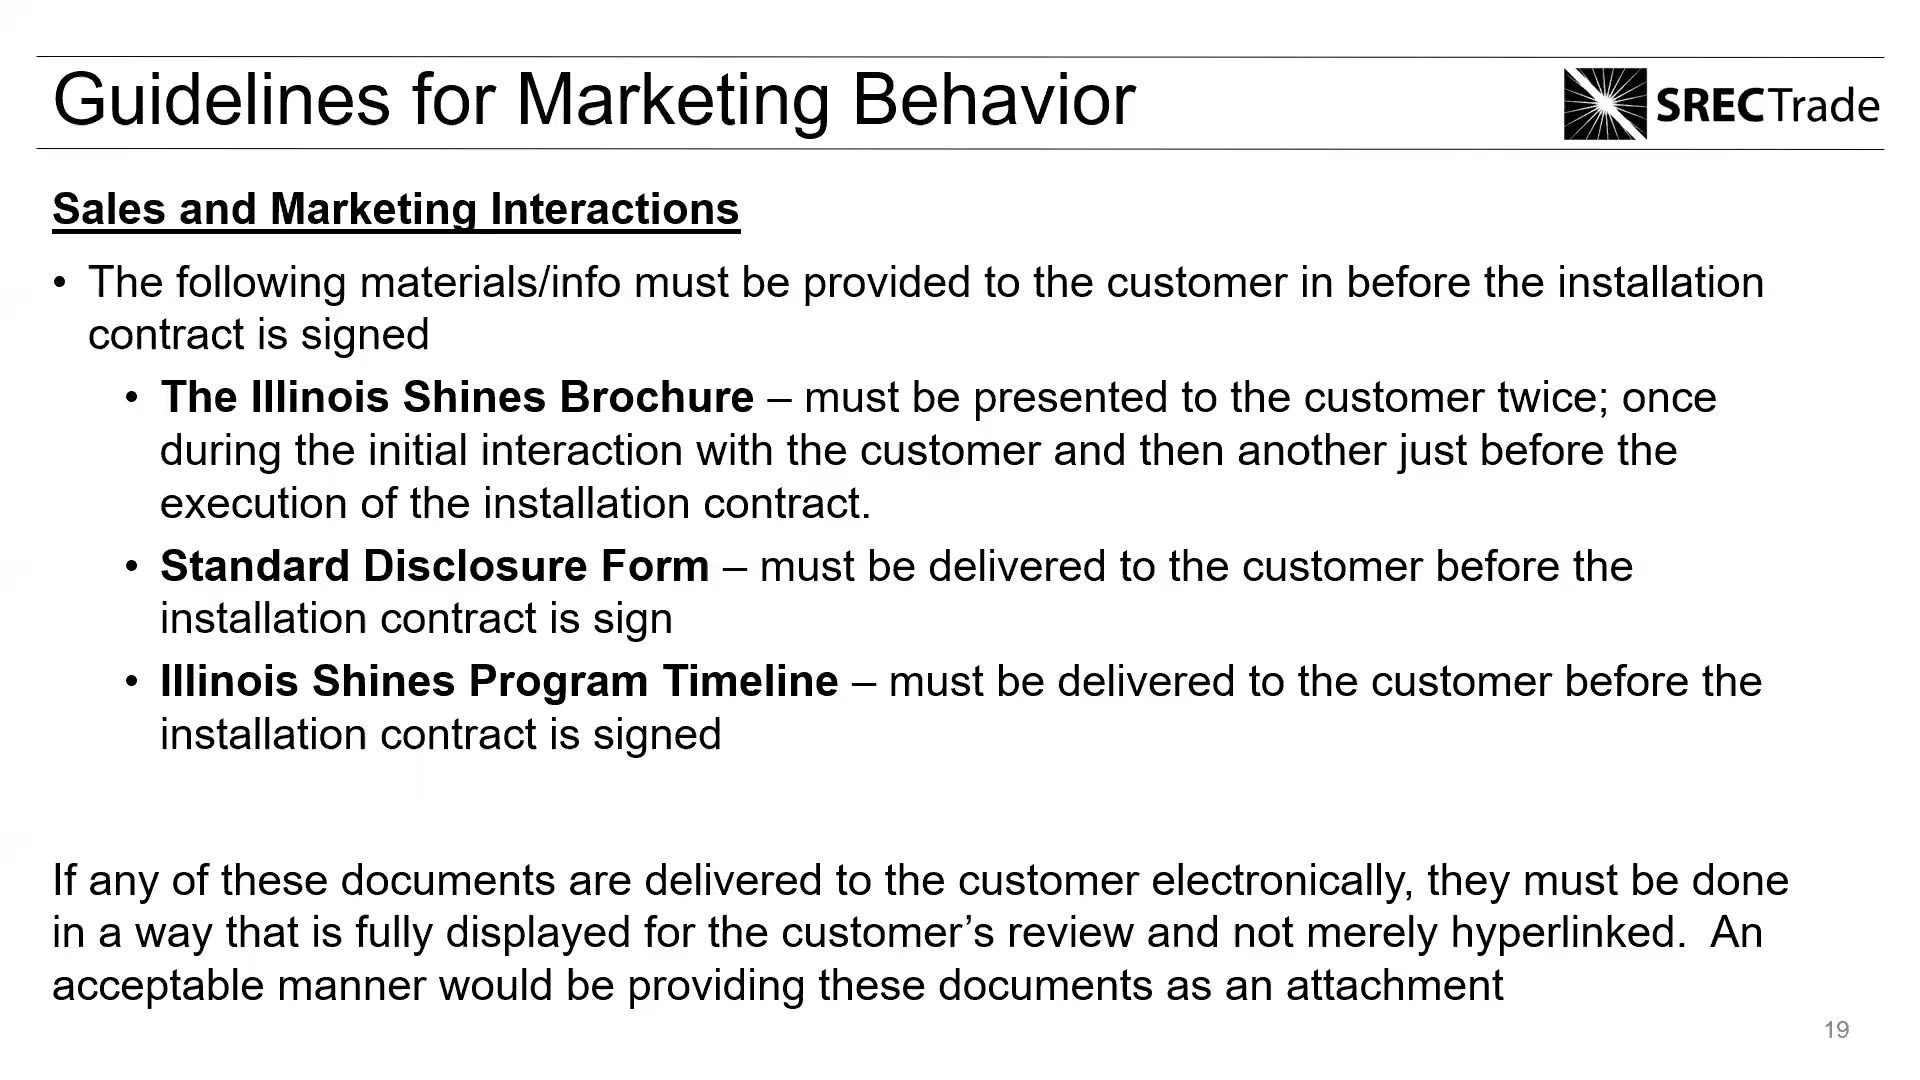 Guidelines for Marketing Behavior
SRECTrade
Sales and Marketing Interactions
• The following materials/info must be provided to the customer in before the installation
contract is signed
• The Illinois Shines Brochure – must be presented to the customer twice; once
during the initial interaction with the customer and then another just before the
execution of the installation contract.
• Standard Disclosure Form – must be delivered to the customer before the
installation contract is sign
• Illinois Shines Program Timeline – must be delivered to the customer before the
installation contract is signed
If any of these documents are delivered to the customer electronically, they must be done
in a way that is fully displayed for the customer’s review and not merely hyperlinked.  An
acceptable manner would be providing these documents as an attachment
19